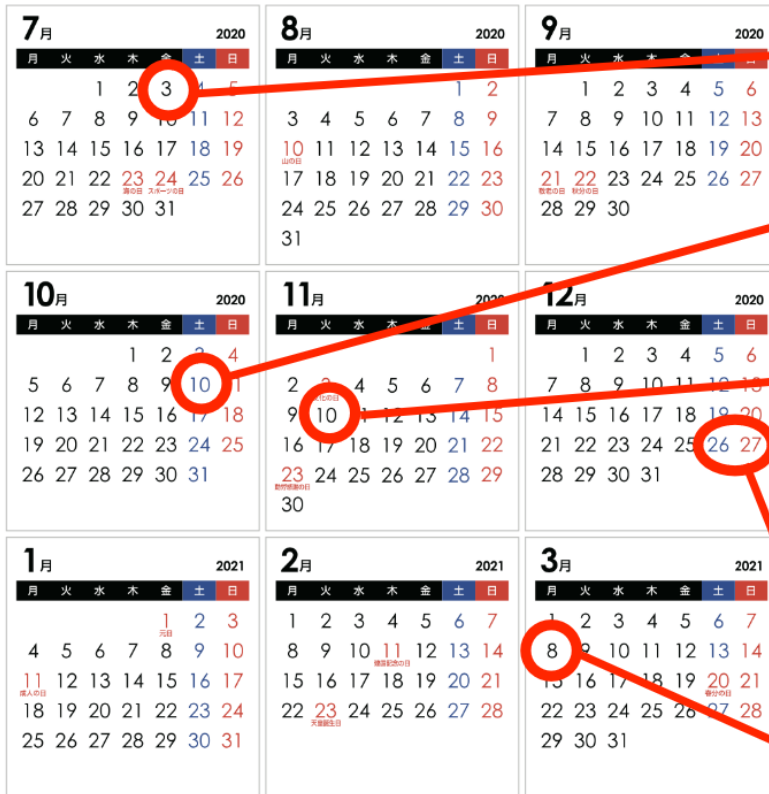 7月 2020
月 火 水 木 金 土 日
1 2 3 4 5
6 7 8 9 10 11 12
13 14 15 16 17 18 19
20 21 22 23 24 25 26
海の日 スポーツの日
27 28 29 30 31
8月 2020
月 火 水 木 金 土 日
1 2
3 4 5 6 7 8 9
10 11 12 13 14 15 16
山の日
17 18 19 20 21 22 23
24 25 26 27 28 29 30
31
9月 2020
月 火 水 木 金 土 日
1 2 3 4 5 6
7 8 9 10 11 12 13
14 15 16 17 18 19 20
21 22 23 24 25 26 27
敬老の日 秋分の日
28 29 30
10月 2020
月 火 水 木 金 土 日
1 2 3 4
5 6 7 8 9 10 11
12 13 14 15 16 17 18
19 20 21 22 23 24 25
26 27 28 29 30 31
11月 2020
月 火 水 木 金 土 日
1
2 3 4 5 6 7 8
文化の日
9 10 11 12 13 14 15
16 17 18 19 20 21 22
23 24 25 26 27 28 29
勤労感謝の日
30
12月 2020
月 火 水 木 金 土 日
1 2 3 4 5 6
7 8 9 10 11 12 13
14 15 16 17 18 19 20
21 22 23 24 25 26 27
28 29 30 31
1月 2021
月 火 水 木 金 土 日
1 2 3
元日
4 5 6 7 8 9 10
11 12 13 14 15 16 17
成人の日
18 19 20 21 22 23 24
25 26 27 28 29 30 31
2月 2021
月 火 水 木 金 土 日
1 2 3 4 5 6 7
8 9 10 11 12 13 14
建国記念の日
15 16 17 18 19 20 21
22 23 24 25 26 27 28
天皇誕生日
3月 2021
月 火 水 木 金 土 日
1 2 3 4 5 6 7
8 9 10 11 12 13 14
15 16 17 18 19 20 21
春分の日
22 23 24 25 26 27 28
29 30 31